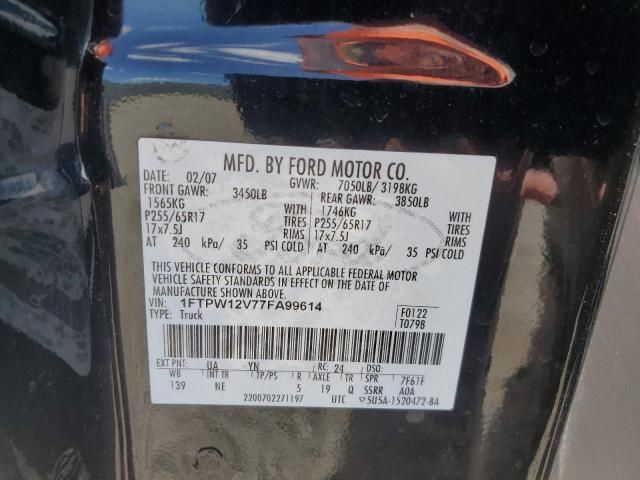 MFD. BY FORD MOTOR CO.
DATE: 02/07 GVWR: 7050LB/ 3198KG
FRONT GAWR: 3450LB REAR GAWR: 3850LB
1565KG WITH 1746KG WITH
P255/65R17 TIRES P255/65R17 TIRES
17x7.5J RIMS 17x7.5J RIMS
AT 240 kPa/ 35 PSI COLD AT 240 kPa/ 35 PSI COLD
THIS VEHICLE CONFORMS TO ALL APPLICABLE FEDERAL MOTOR
VEHICLE SAFETY STANDARDS IN EFFECT ON THE DATE OF
MANUFACTURE SHOWN ABOVE.
VIN: 1FTPW12V77FA99614 F0122
TYPE: Truck T0798
EXT PNT: UA YN RC: 24 DSO:
WB INT TR TP/PS R AXLE TR SPR 7F61F
139 NE 5 19 Q SSRR A0A
2200702271197 UTC ▽5U5A-1520472-BA